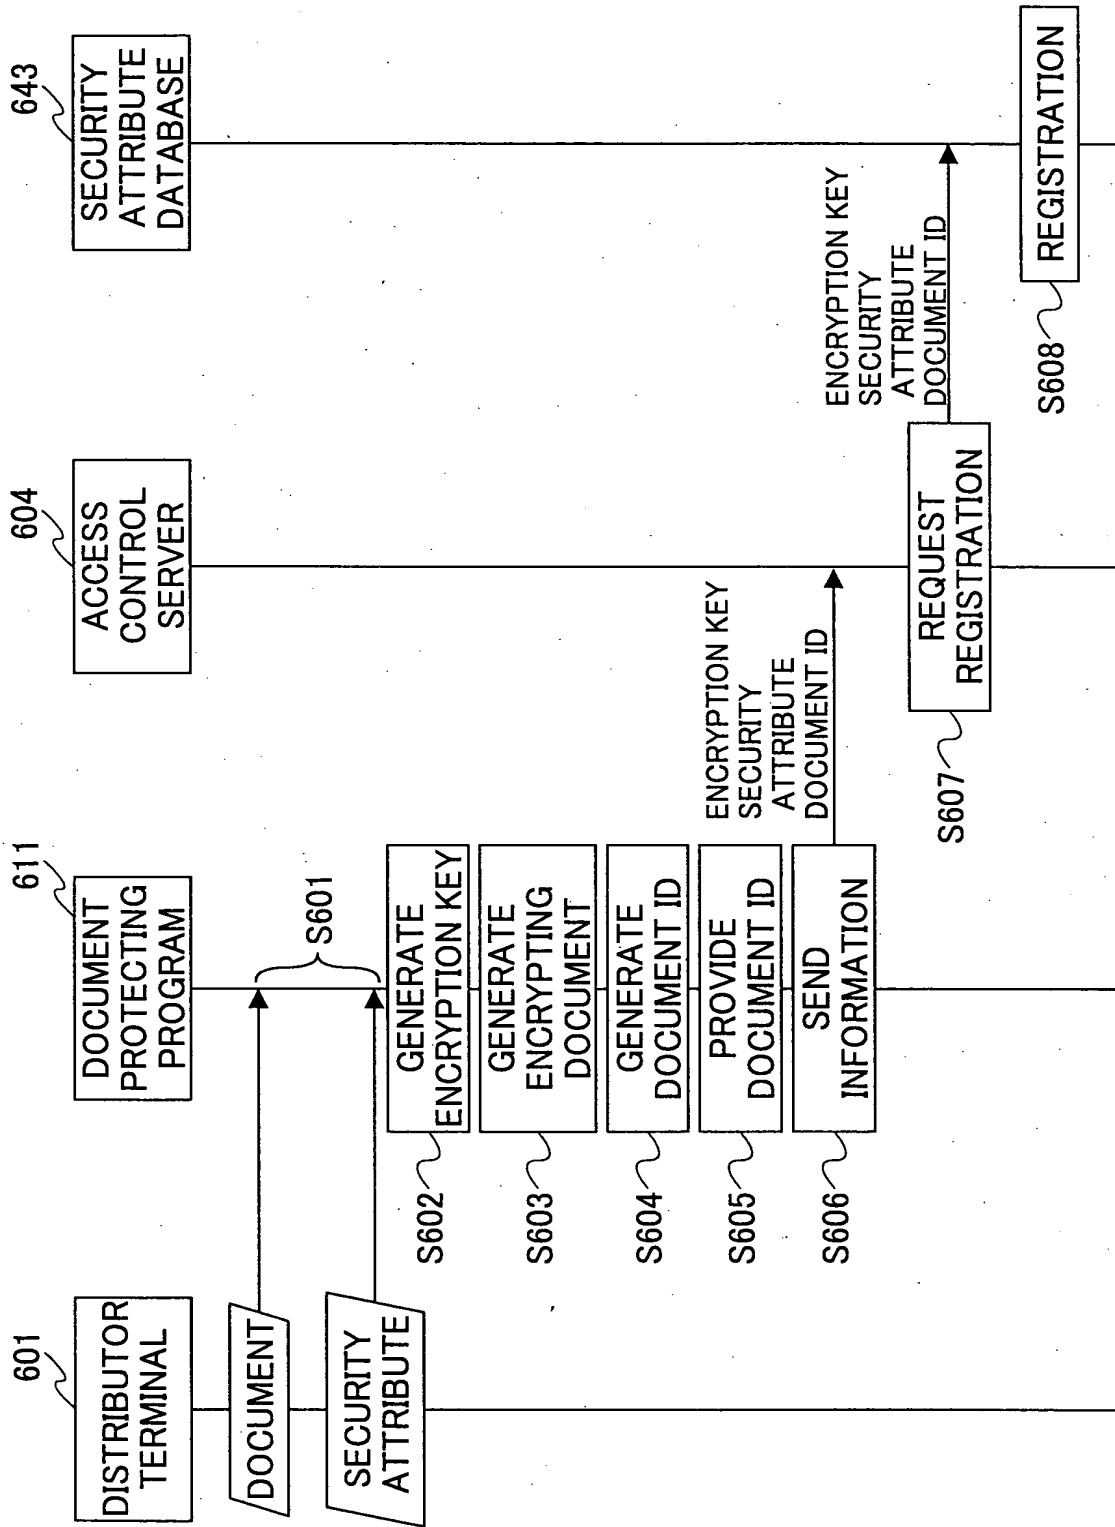 601
DISTRIBUTOR
TERMINAL
611
DOCUMENT
PROTECTING
PROGRAM
604
ACCESS
CONTROL
SERVER
643
SECURITY
ATTRIBUTE
DATABASE
DOCUMENT
SECURITY
ATTRIBUTE
S601
S602
GENERATE
ENCRYPTION KEY
S603
GENERATE
ENCRYPTING
DOCUMENT
S604
GENERATE
DOCUMENT ID
S605
PROVIDE
DOCUMENT ID
S606
SEND
INFORMATION
ENCRYPTION KEY
SECURITY
ATTRIBUTE
DOCUMENT ID
S607
REQUEST
REGISTRATION
ENCRYPTION KEY
SECURITY
ATTRIBUTE
DOCUMENT ID
S608
REGISTRATION